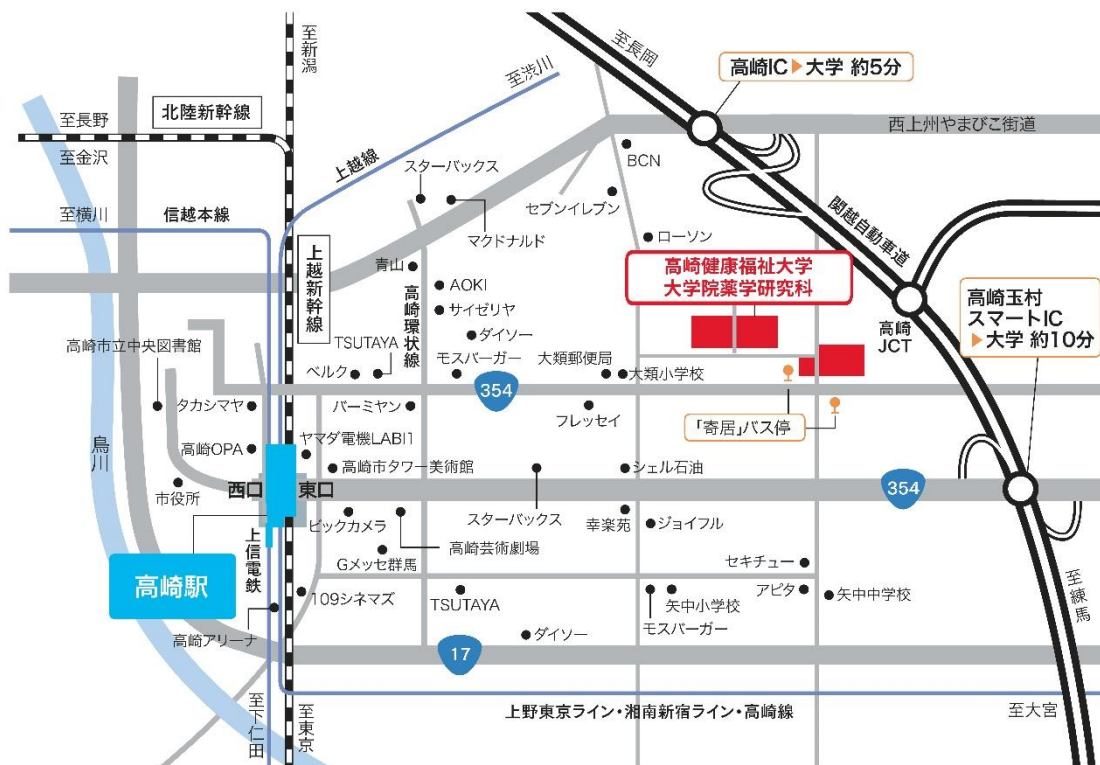 至新潟
至長岡
高崎IC▶大学 約5分
至渋川
北陸新幹線
至長野
至金沢
上越線
西上州やまびこ街道
BCN
スターバックス
セブンイレブン
マクドナルド
至横川
信越本線
関越自動車道
ローソン
上越新幹線
青山
高崎環状線
AOKI
サイゼリヤ
ダイソー
高崎健康福祉大学
大学院薬学研究科
高崎
JCT
高崎玉村
スマートIC
▶大学 約10分
高崎市立中央図書館
TSUTAYA
モスバーガー
大類郵便局
ベルク
大類小学校
354
タカシマヤ
バーミヤン
フレッセイ
「寄居」バス停
烏川
高崎OPA
ヤマダ電機LABI1
高崎市タワー美術館
シェル石油
西口
東口
354
市役所
ビックカメラ
スターバックス
幸楽苑
ジョイフル
高崎芸術劇場
上信電鉄
Gメッセ群馬
セキチュー
高崎駅
109シネマズ
TSUTAYA
矢中小学校
アピタ
矢中中学校
至練馬
モスバーガー
高崎アリーナ
ダイソー
17
至下仁田
至東京
上野東京ライン・湘南新宿ライン・高崎線
至大宮